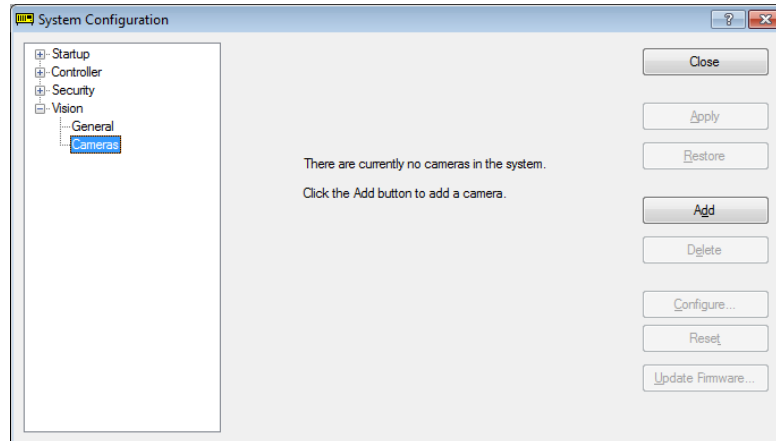 System Configuration
Startup
Controller
Security
Vision
General
Cameras
There are currently no cameras in the system.
Click the Add button to add a camera.
Close
Apply
Restore
Add
Delete
Configure...
Reset
Update Firmware...